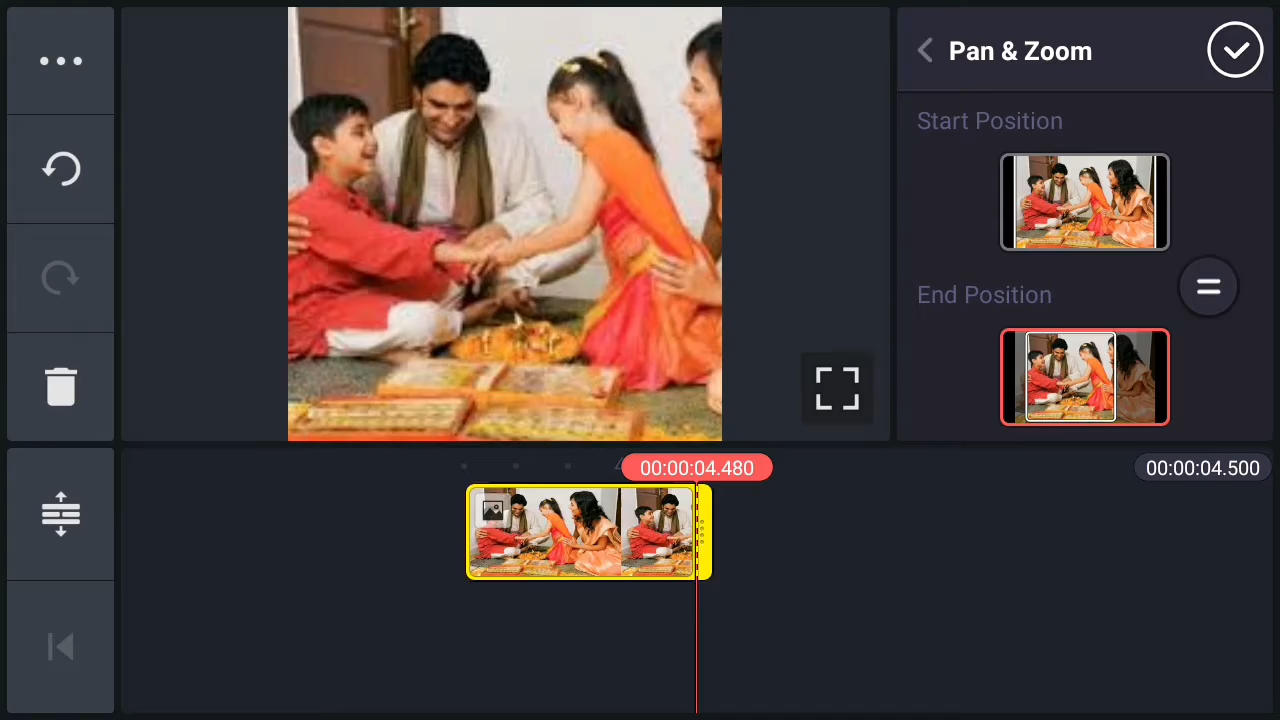 Pan & Zoom
Start Position
End Position
00:00:04.480
00:00:04.500